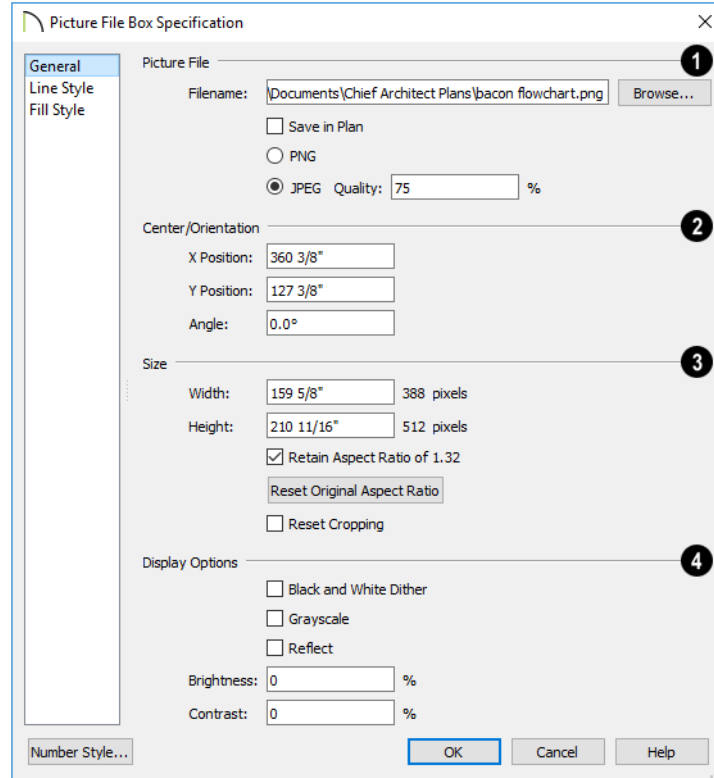 Picture File Box Specification
General
Line Style
Fill Style
Picture File
1
Filename: \Documents\Chief Architect Plans\bacon flowchart.png Browse...
Save in Plan
PNG
JPEG Quality: 75 %
Center/Orientation
2
X Position: 360 3/8"
Y Position: 127 3/8"
Angle: 0.0°
Size
3
Width: 159 5/8" 388 pixels
Height: 210 11/16" 512 pixels
Retain Aspect Ratio of 1.32
Reset Original Aspect Ratio
Reset Cropping
Display Options
4
Black and White Dither
Grayscale
Reflect
Brightness: 0 %
Contrast: 0 %
Number Style... OK Cancel Help